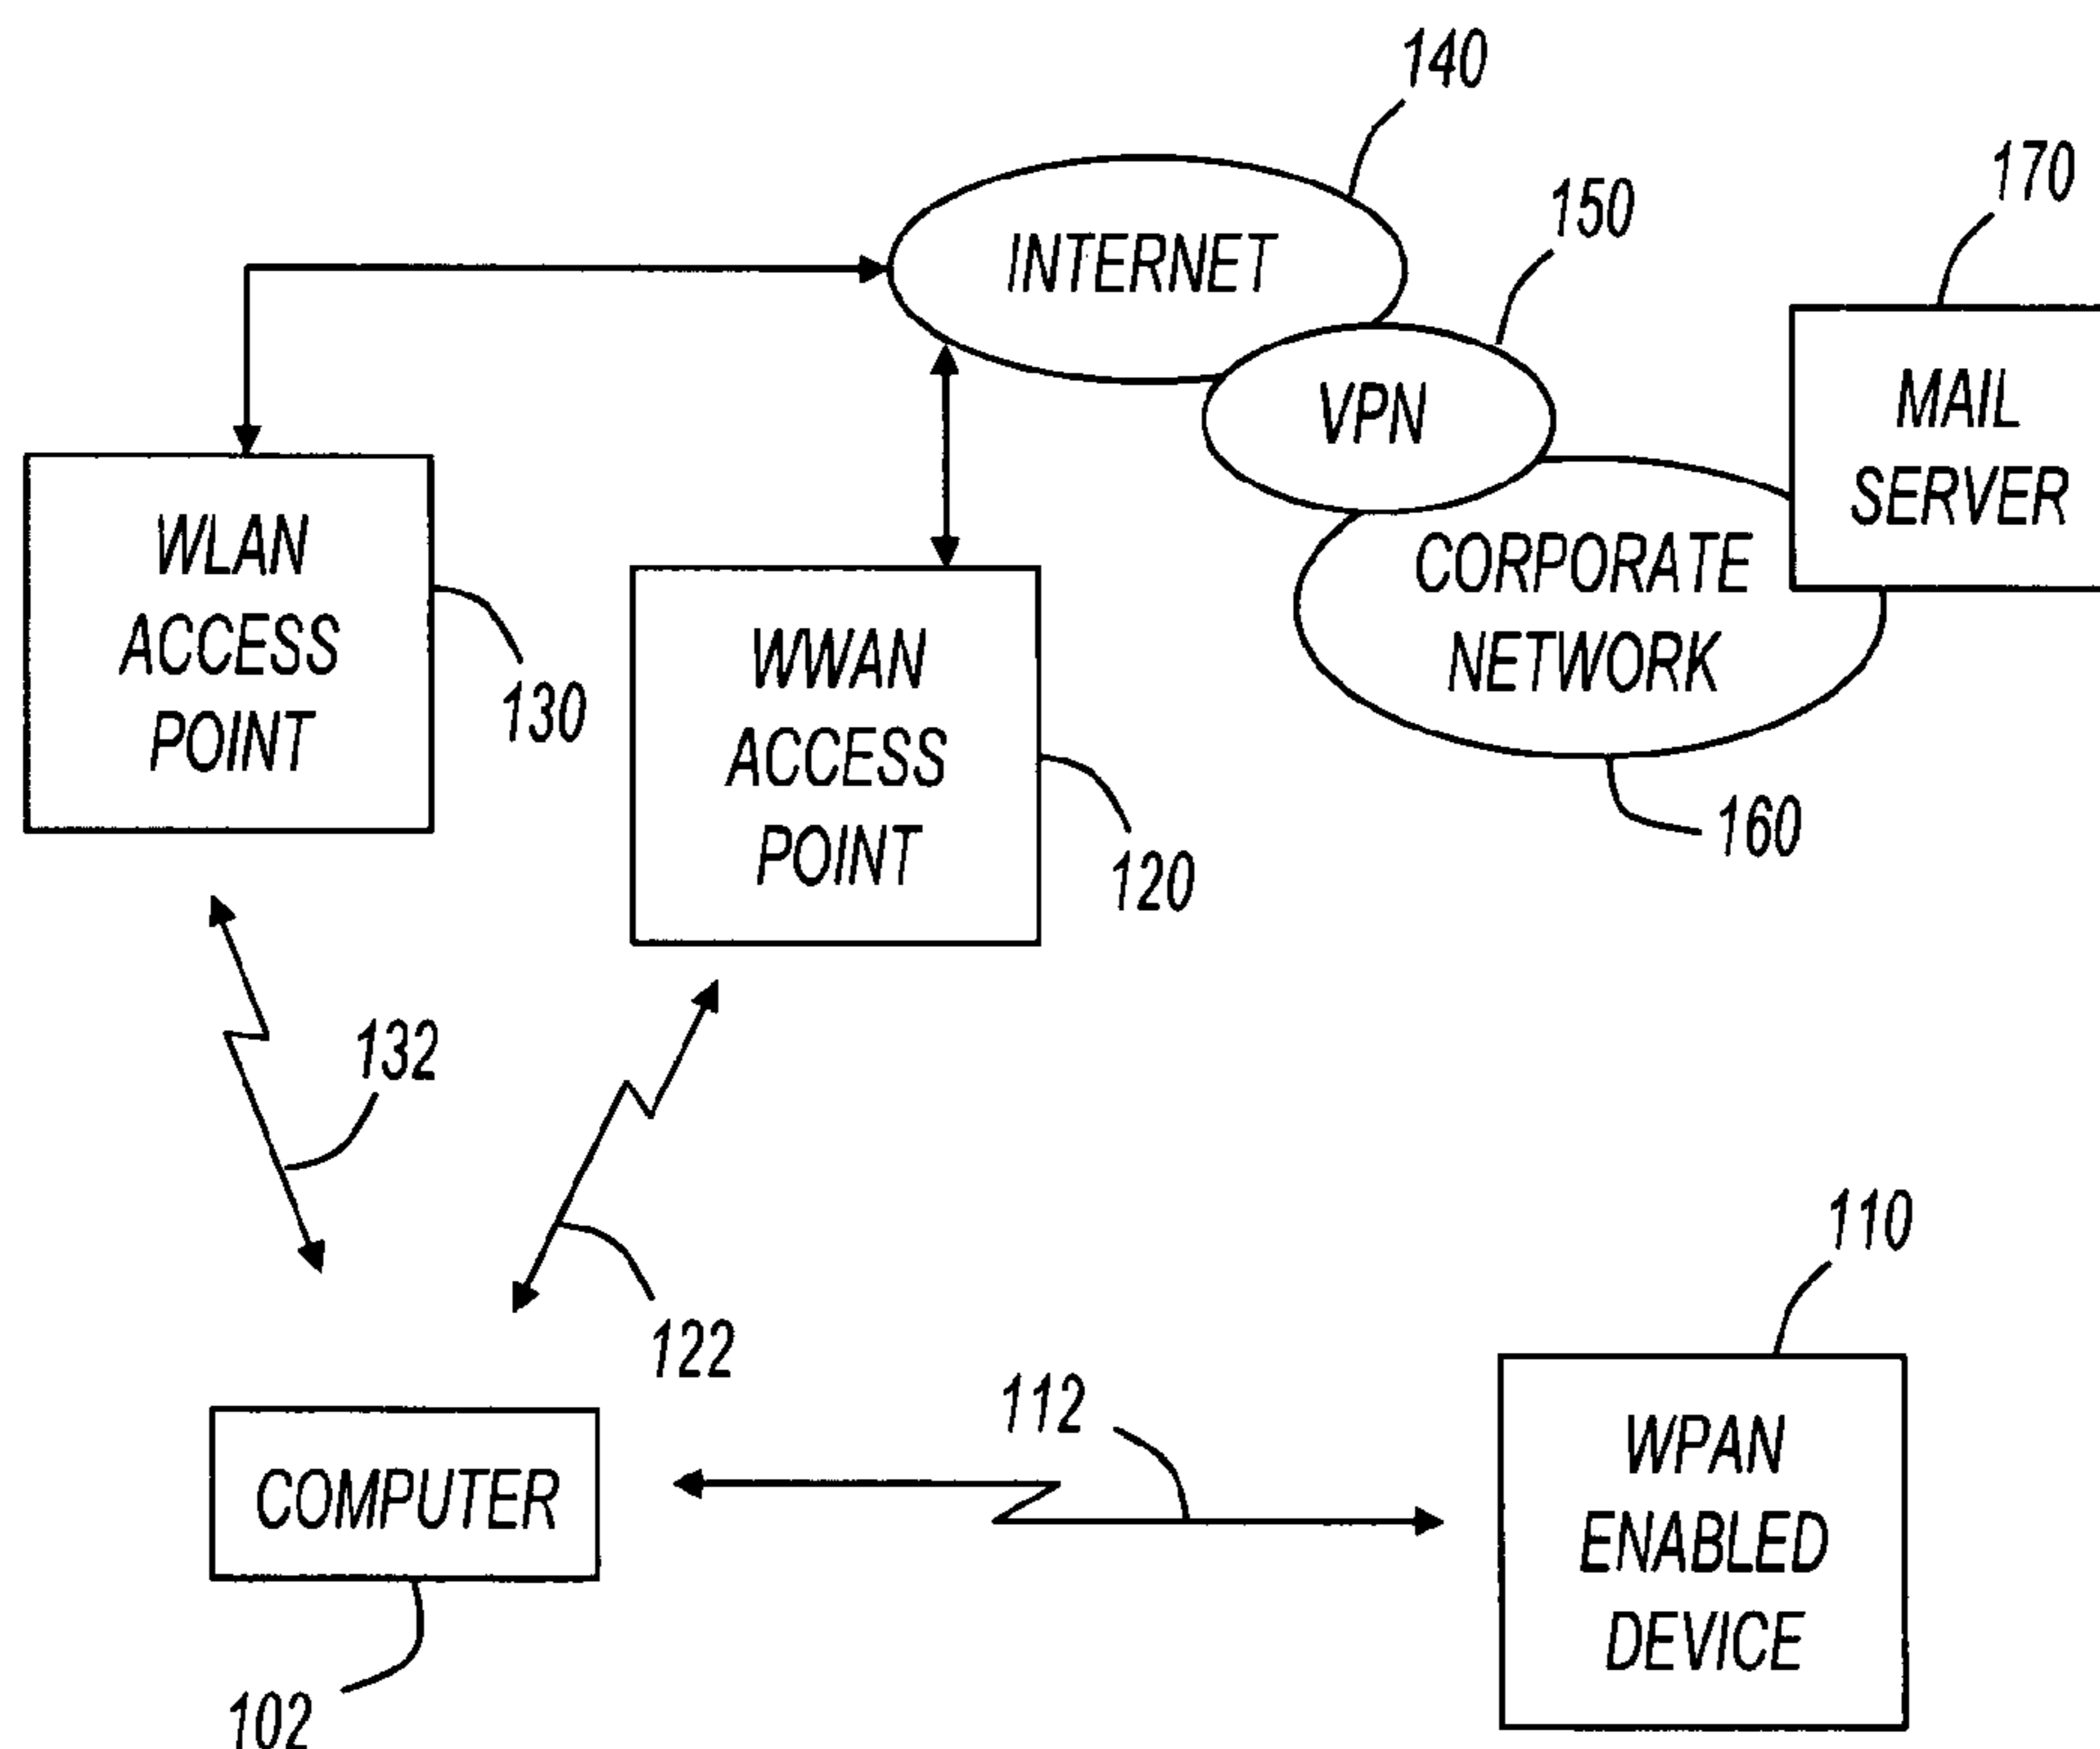 140
150
170
INTERNET
VPN
MAIL
SERVER
WLAN
ACCESS
POINT
130
WWAN
ACCESS
POINT
120
CORPORATE
NETWORK
160
132
122
112
110
COMPUTER
102
WPAN
ENABLED
DEVICE